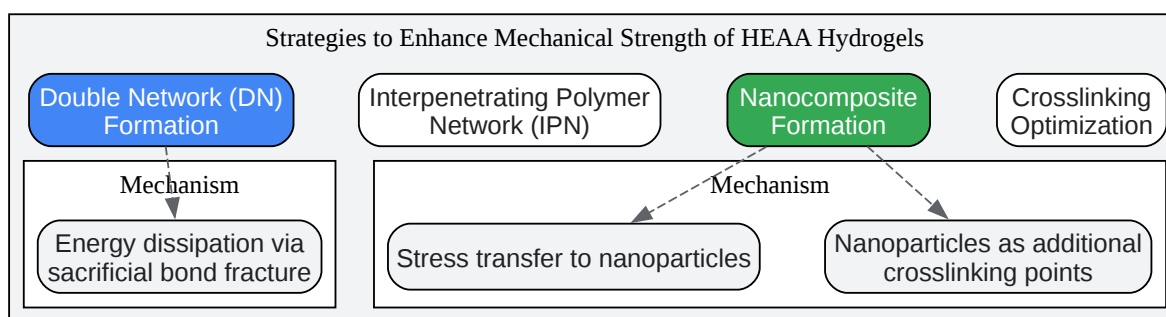 Strategies to Enhance Mechanical Strength of HEAA Hydrogels
Double Network (DN)
Formation
Interpenetrating Polymer
Network (IPN)
Nanocomposite
Formation
Crosslinking
Optimization
Mechanism
Energy dissipation via
sacrificial bond fracture
Mechanism
Stress transfer to nanoparticles
Nanoparticles as additional
crosslinking points